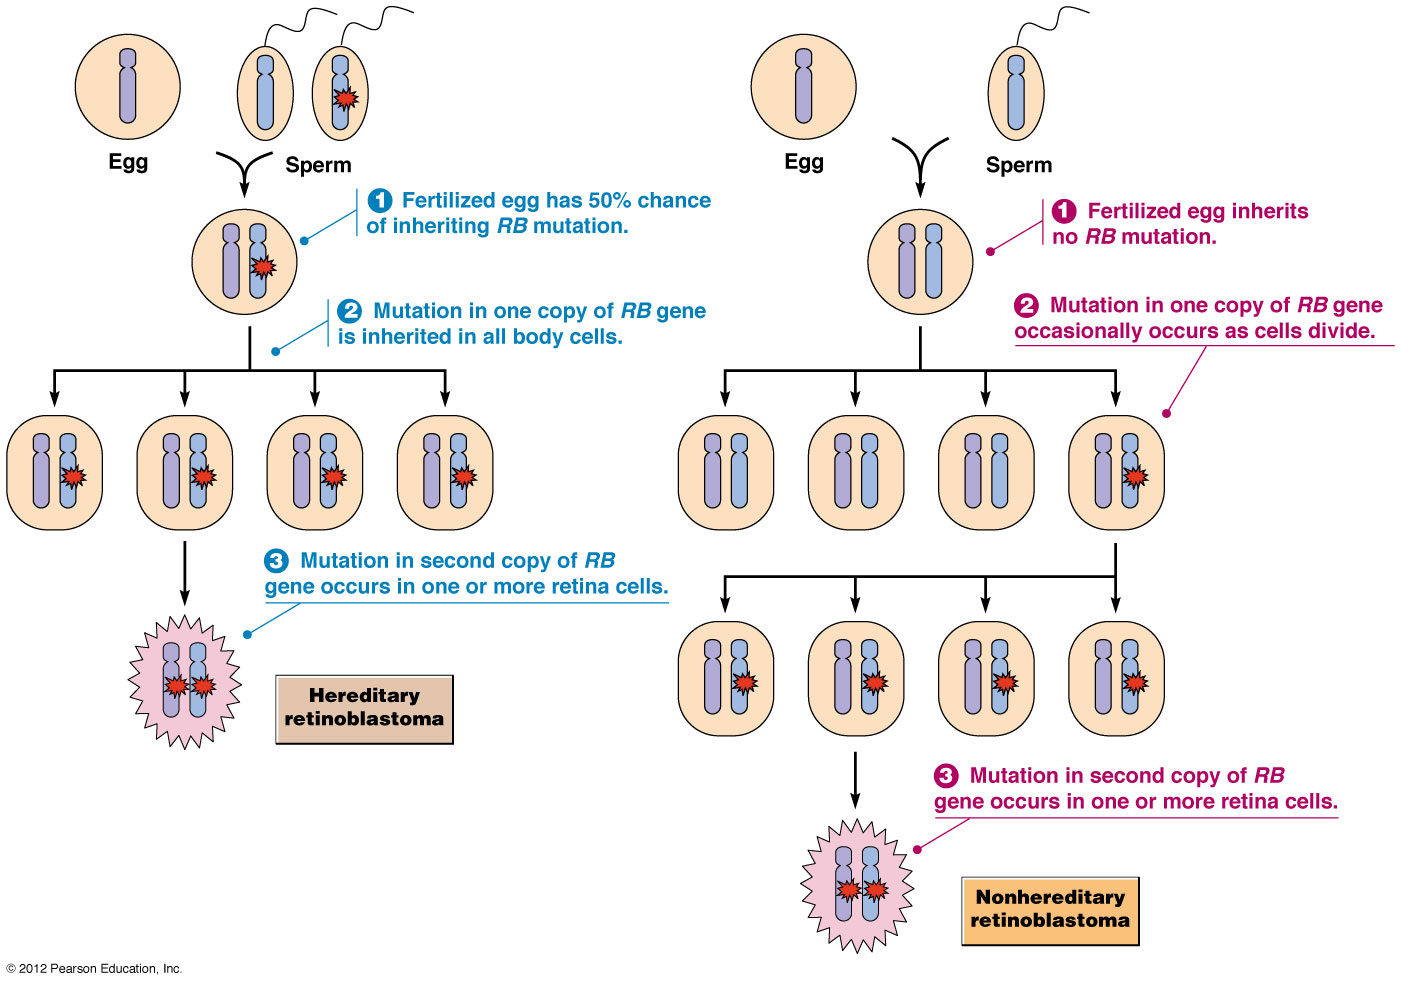 Egg
Sperm
1 Fertilized egg has 50% chance
of inheriting RB mutation.
2 Mutation in one copy of RB gene
is inherited in all body cells.
3 Mutation in second copy of RB
gene occurs in one or more retina cells.
Hereditary
retinoblastoma
Egg
Sperm
1 Fertilized egg inherits
no RB mutation.
2 Mutation in one copy of RB gene
occasionally occurs as cells divide.
3 Mutation in second copy of RB
gene occurs in one or more retina cells.
Nonhereditary
retinoblastoma
© 2012 Pearson Education, Inc.